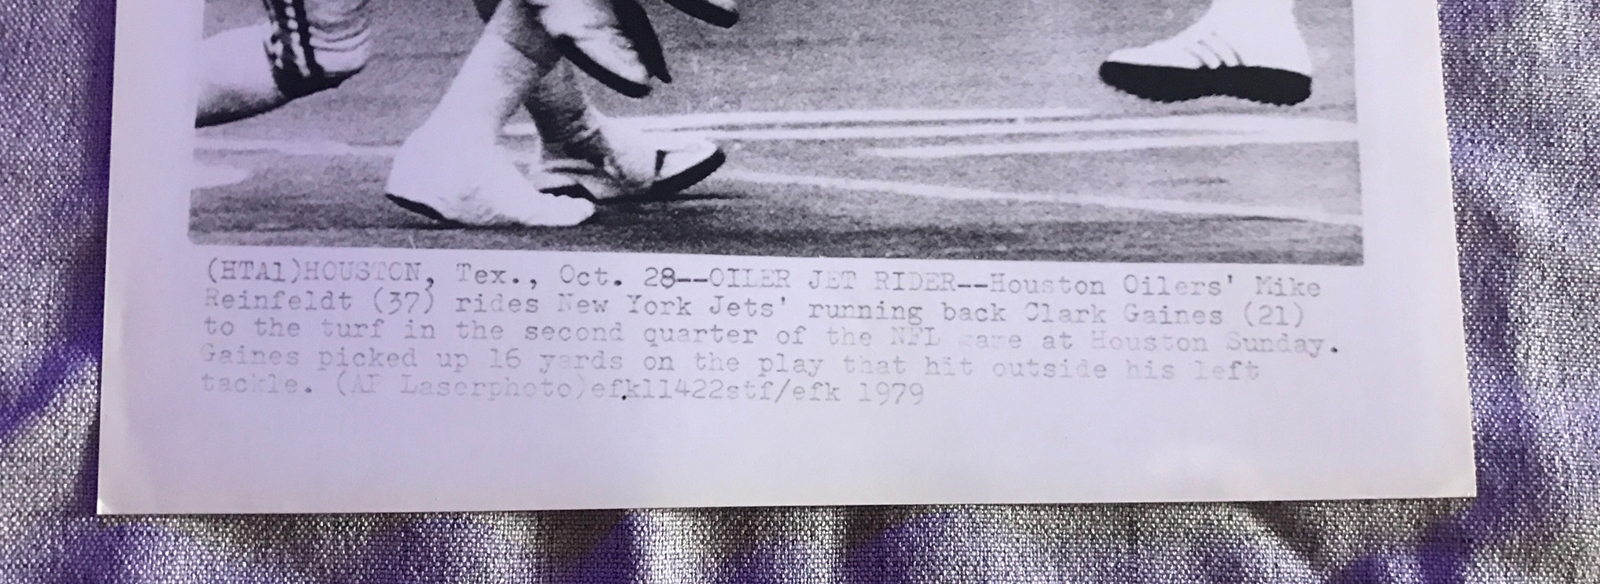 (HTA1)HOUSTON, Tex., Oct. 28--OILER JET RIDER--Houston Oilers' Mike
Reinfeldt (37) rides New York Jets' running back Clark Gaines (21)
to the turf in the second quarter of the NFL game at Houston Sunday.
Gaines picked up 16 yards on the play that hit outside his left
tackle. (AP Laserphoto)efk11422stf/efk 1979